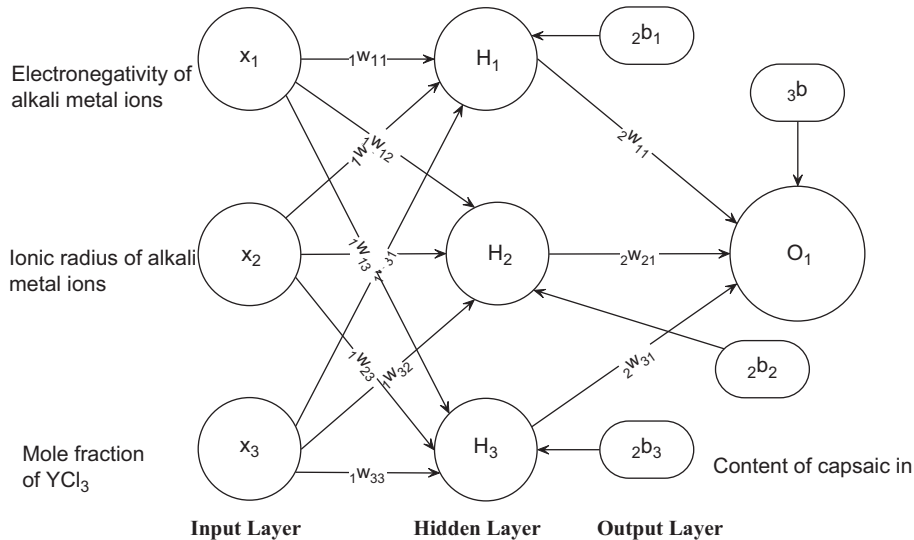 x1
1w11
H1
2b1
Electronegativity of
alkali metal ions
3b
1w12
2w11
Ionic radius of alkali
metal ions
x2
1w13
H2
2w21
O1
1w23
1w32
2w31
2b2
Mole fraction
of YCl3
x3
1w33
H3
2b3
Content of capsaic in
Input Layer
Hidden Layer
Output Layer